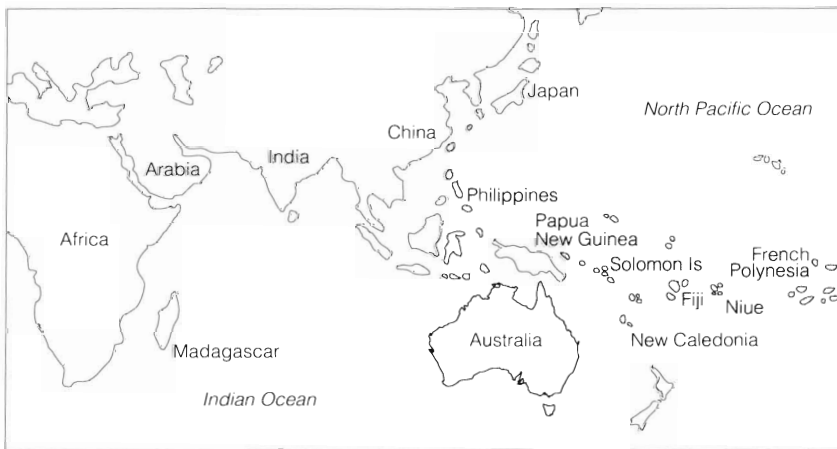 Japan
North Pacific Ocean
China
India
Arabia
Philippines
Africa
Papua
New Guinea
French
Polynesia
Solomon Is
Fiji
Niue
Australia
New Caledonia
Madagascar
Indian Ocean